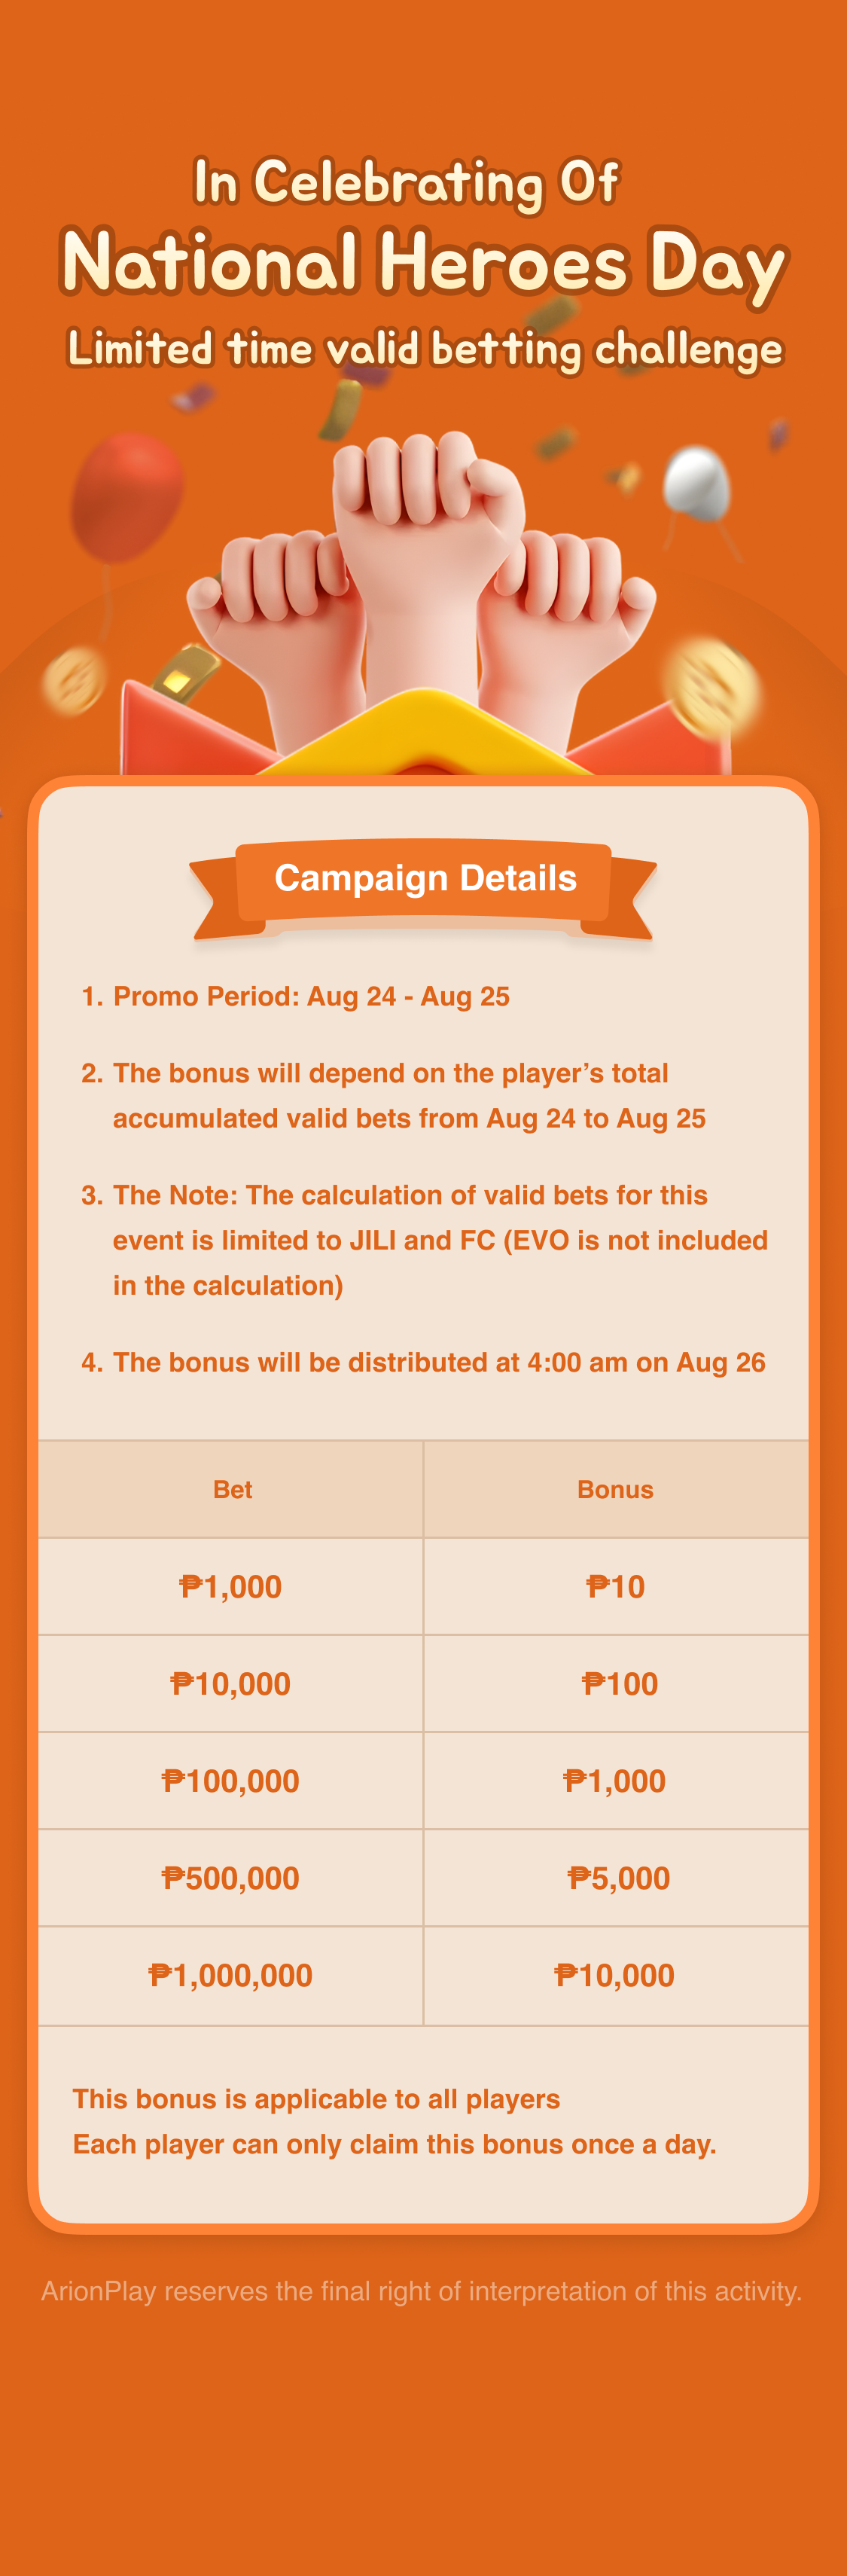 In Celebrating Of
National Heroes Day
Limited time valid betting challenge
Campaign Details
1. Promo Period: Aug 24 - Aug 25
2. The bonus will depend on the player’s total
accumulated valid bets from Aug 24 to Aug 25
3. The Note: The calculation of valid bets for this
event is limited to JILI and FC (EVO is not included
in the calculation)
4. The bonus will be distributed at 4:00 am on Aug 26
Bet Bonus
₱1,000 ₱10
₱10,000 ₱100
₱100,000 ₱1,000
₱500,000 ₱5,000
₱1,000,000 ₱10,000
This bonus is applicable to all players
Each player can only claim this bonus once a day.
ArionPlay reserves the final right of interpretation of this activity.